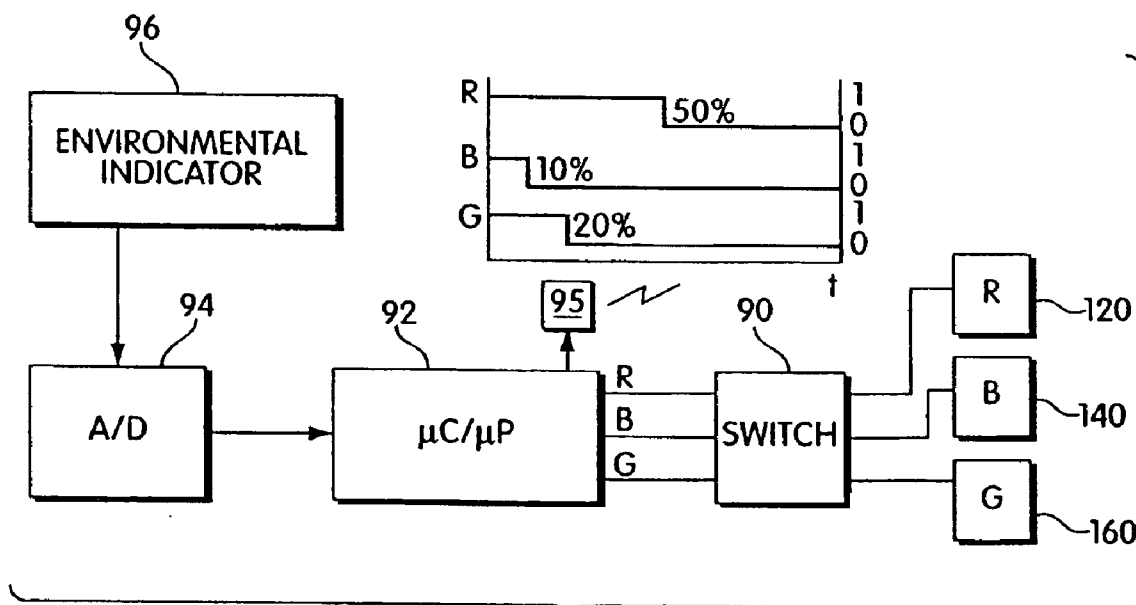 96
ENVIRONMENTAL
INDICATOR
R 50% 1
0
B 10% 1
0
G 20% 1
0
t
95
94
92
90
A/D
μC/μP
R
B
G
SWITCH
R
120
B
140
G
160